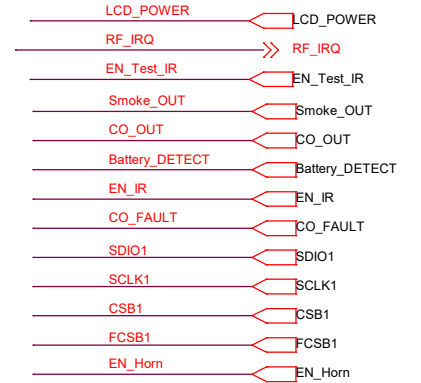 LCD_POWER LCD_POWER
RF_IRQ RF_IRQ
EN_Test_IR EN_Test_IR
Smoke_OUT Smoke_OUT
CO_OUT CO_OUT
Battery_DETECT Battery_DETECT
EN_IR EN_IR
CO_FAULT CO_FAULT
SDIO1 SDIO1
SCLK1 SCLK1
CSB1 CSB1
FCSB1 FCSB1
EN_Horn EN_Horn